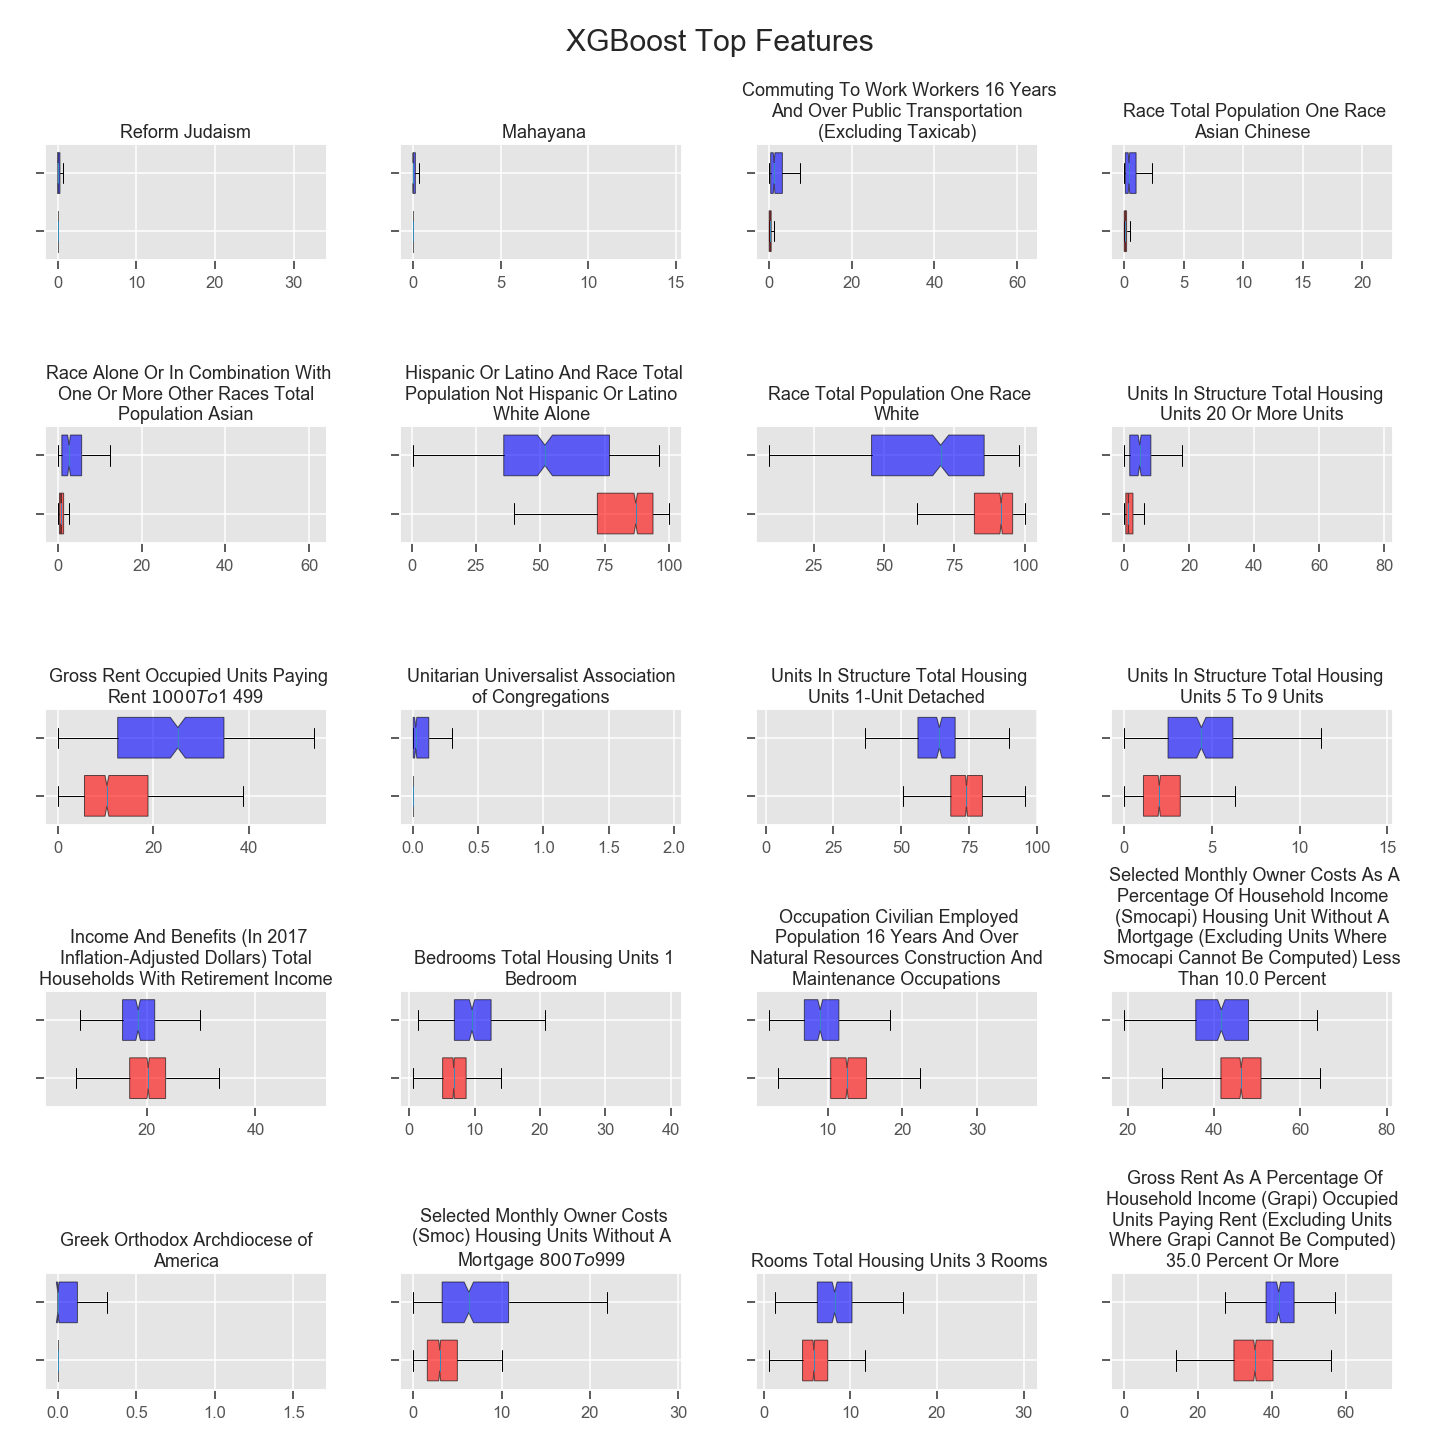 XGBoost Top Features
Reform Judaism
0 10 20 30
Mahayana
0 5 10 15
Commuting To Work Workers 16 Years
And Over Public Transportation
(Excluding Taxicab)
0 20 40 60
Race Total Population One Race
Asian Chinese
0 5 10 15 20
Race Alone Or In Combination With
One Or More Other Races Total
Population Asian
0 20 40 60
Hispanic Or Latino And Race Total
Population Not Hispanic Or Latino
White Alone
0 25 50 75 100
Race Total Population One Race
White
25 50 75 100
Units In Structure Total Housing
Units 20 Or More Units
0 20 40 60 80
Gross Rent Occupied Units Paying
Rent 1000To1 499
0 20 40
Unitarian Universalist Association
of Congregations
0.0 0.5 1.0 1.5 2.0
Units In Structure Total Housing
Units 1-Unit Detached
0 25 50 75 100
Units In Structure Total Housing
Units 5 To 9 Units
0 5 10 15
Income And Benefits (In 2017
Inflation-Adjusted Dollars) Total
Households With Retirement Income
20 40
Bedrooms Total Housing Units 1
Bedroom
0 10 20 30 40
Occupation Civilian Employed
Population 16 Years And Over
Natural Resources Construction And
Maintenance Occupations
10 20 30
Selected Monthly Owner Costs As A
Percentage Of Household Income
(Smocapi) Housing Unit Without A
Mortgage (Excluding Units Where
Smocapi Cannot Be Computed) Less
Than 10.0 Percent
20 40 60 80
Greek Orthodox Archdiocese of
America
0.0 0.5 1.0 1.5
Selected Monthly Owner Costs
(Smoc) Housing Units Without A
Mortgage 800To999
0 10 20 30
Rooms Total Housing Units 3 Rooms
0 10 20 30
Gross Rent As A Percentage Of
Household Income (Grapi) Occupied
Units Paying Rent (Excluding Units
Where Grapi Cannot Be Computed)
35.0 Percent Or More
0 20 40 60